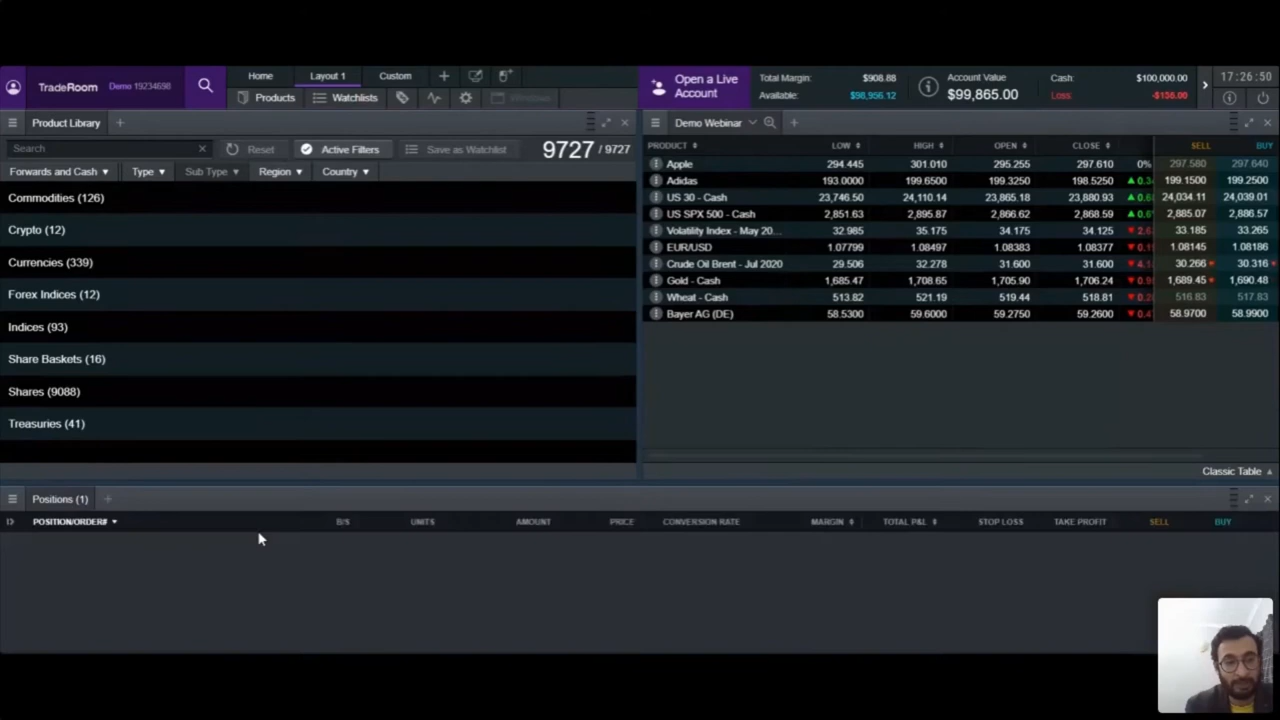 TradeRoom Demo 19234698 Home Layout 1 Custom
Products Watchlists Windows
Open a Live Account
Total Margin: $908.88
Available: $98,956.12
Account Value $99,865.00
Cash: $100,000.00
17:26:50
Product Library
Demo Webinar
Search Reset Active Filters Save as Watchlist 9727 / 9727
Forwards and Cash Type Sub Type Region Country
Commodities (126)
Crypto (12)
Currencies (339)
Forex Indices (12)
Indices (93)
Share Baskets (16)
Shares (9088)
Treasuries (41)
PRODUCT LOW HIGH OPEN CLOSE SELL BUY
Apple 294.445 301.010 295.255 297.610 0% 297.580 297.640
Adidas 193.0000 199.6500 199.3250 198.5250 199.1500 199.2500
US 30 - Cash 23,746.50 24,110.14 23,865.18 23,880.93 24,034.11 24,039.01
US SPX 500 - Cash 2,851.63 2,895.87 2,866.62 2,868.59 2,885.07 2,886.57
Volatility Index - May 20... 32.985 35.175 34.175 34.125 33.185 33.265
EUR/USD 1.07799 1.08497 1.08383 1.08377 1.08145 1.08186
Crude Oil Brent - Jul 2020 29.506 32.278 31.600 31.600 30.266 30.316
Gold - Cash 1,685.47 1,708.65 1,705.90 1,706.24 1,689.45 1,690.48
Wheat - Cash 513.82 521.19 519.44 518.81 516.83 517.83
Bayer AG (DE) 58.5300 59.6000 59.2750 59.2600 58.9700 58.9900
Classic Table
Positions (1)
POSITION/ORDER# B/S UNITS AMOUNT PRICE CONVERSION RATE MARGIN TOTAL P&L STOP LOSS TAKE PROFIT SELL BUY